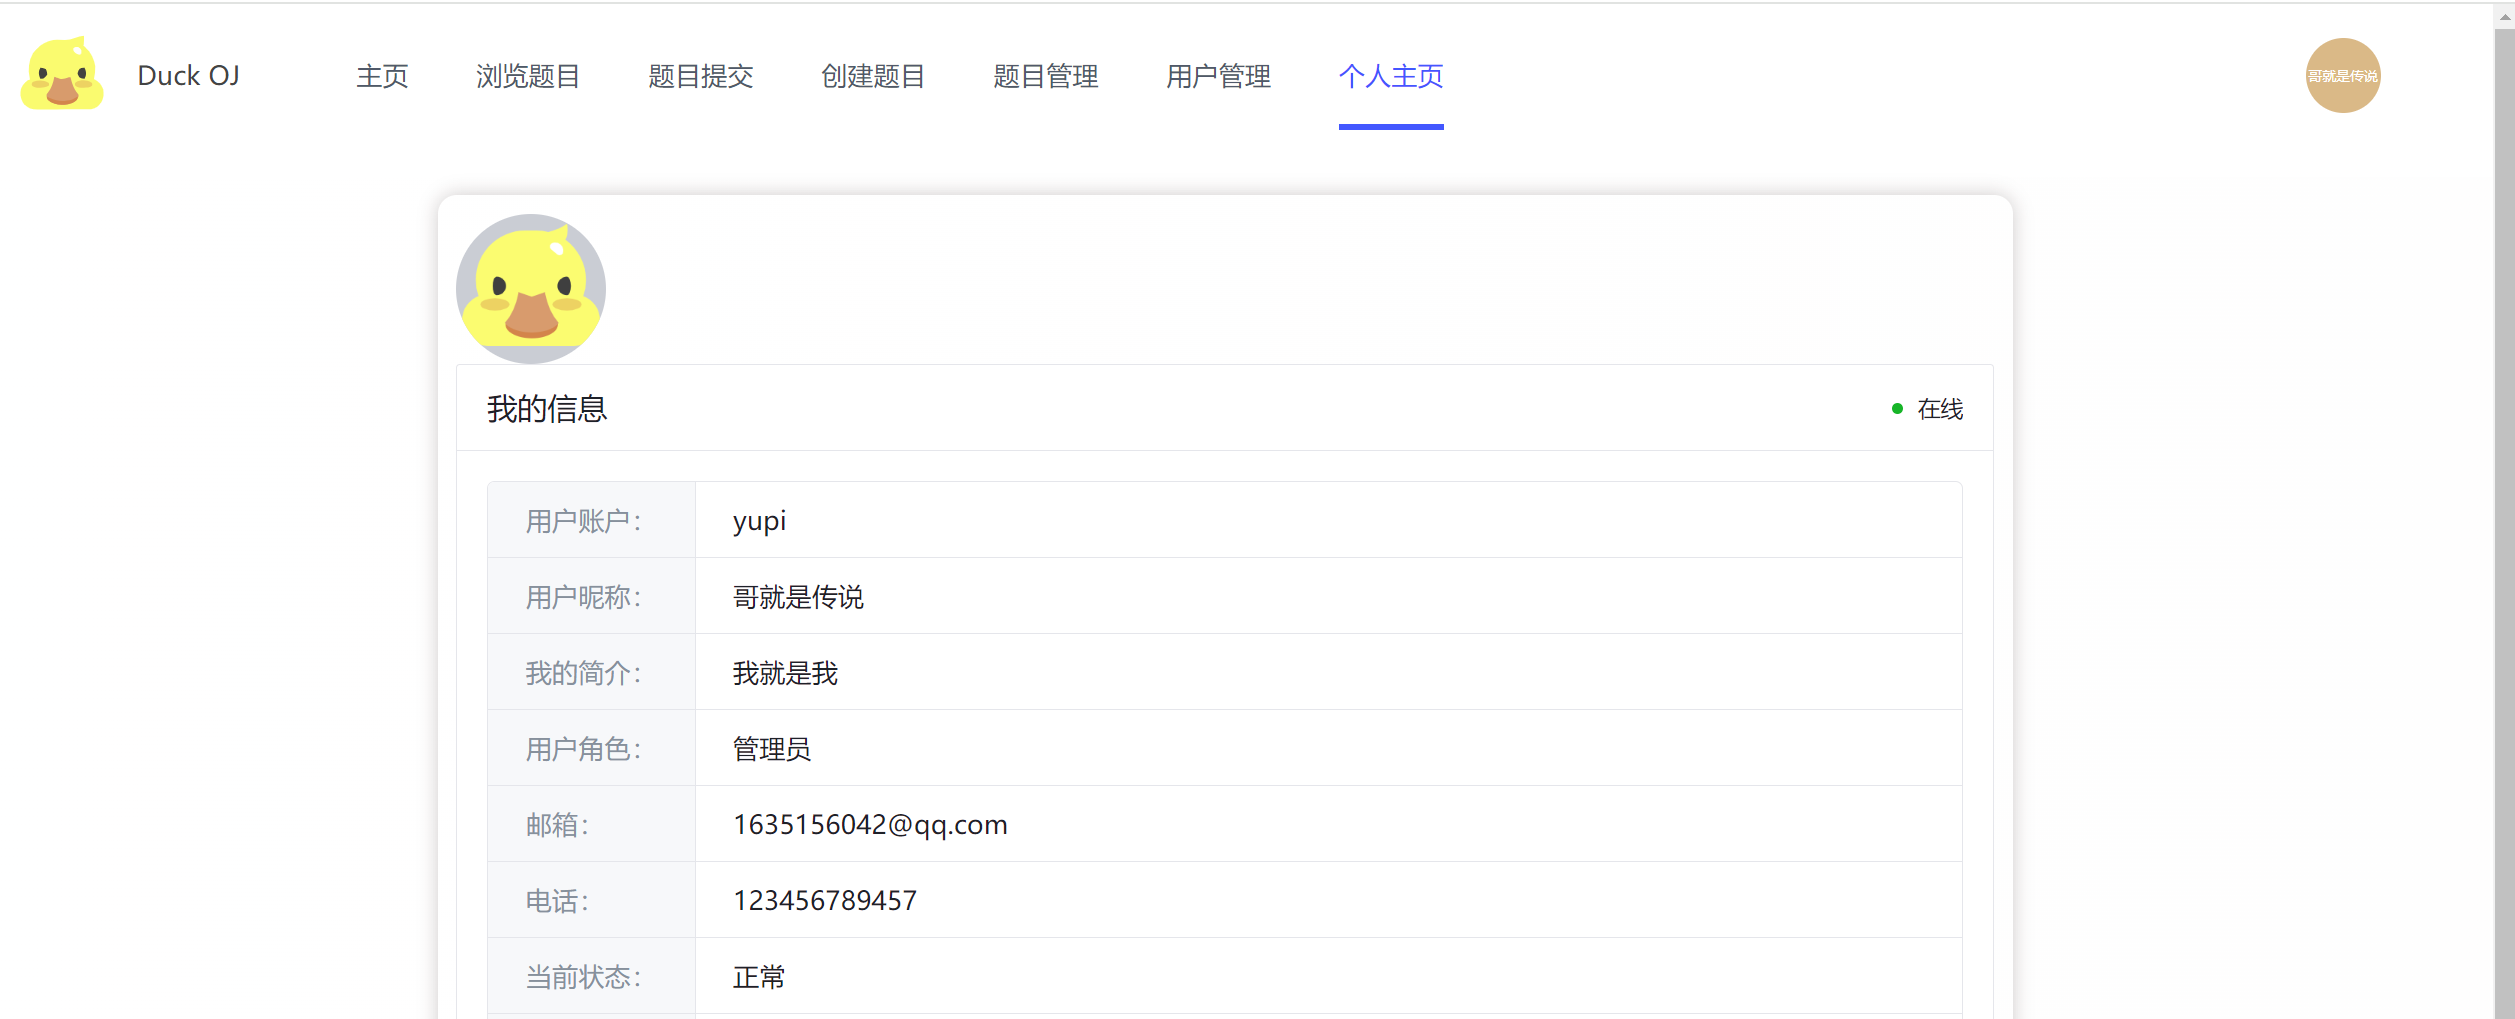 Duck OJ 主页 浏览题目 题目提交 创建题目 题目管理 用户管理 个人主页 哥就是传说
我的信息 在线
用户账户： yupi
用户昵称： 哥就是传说
我的简介： 我就是我
用户角色： 管理员
邮箱： 1635156042@qq.com
电话： 123456789457
当前状态： 正常